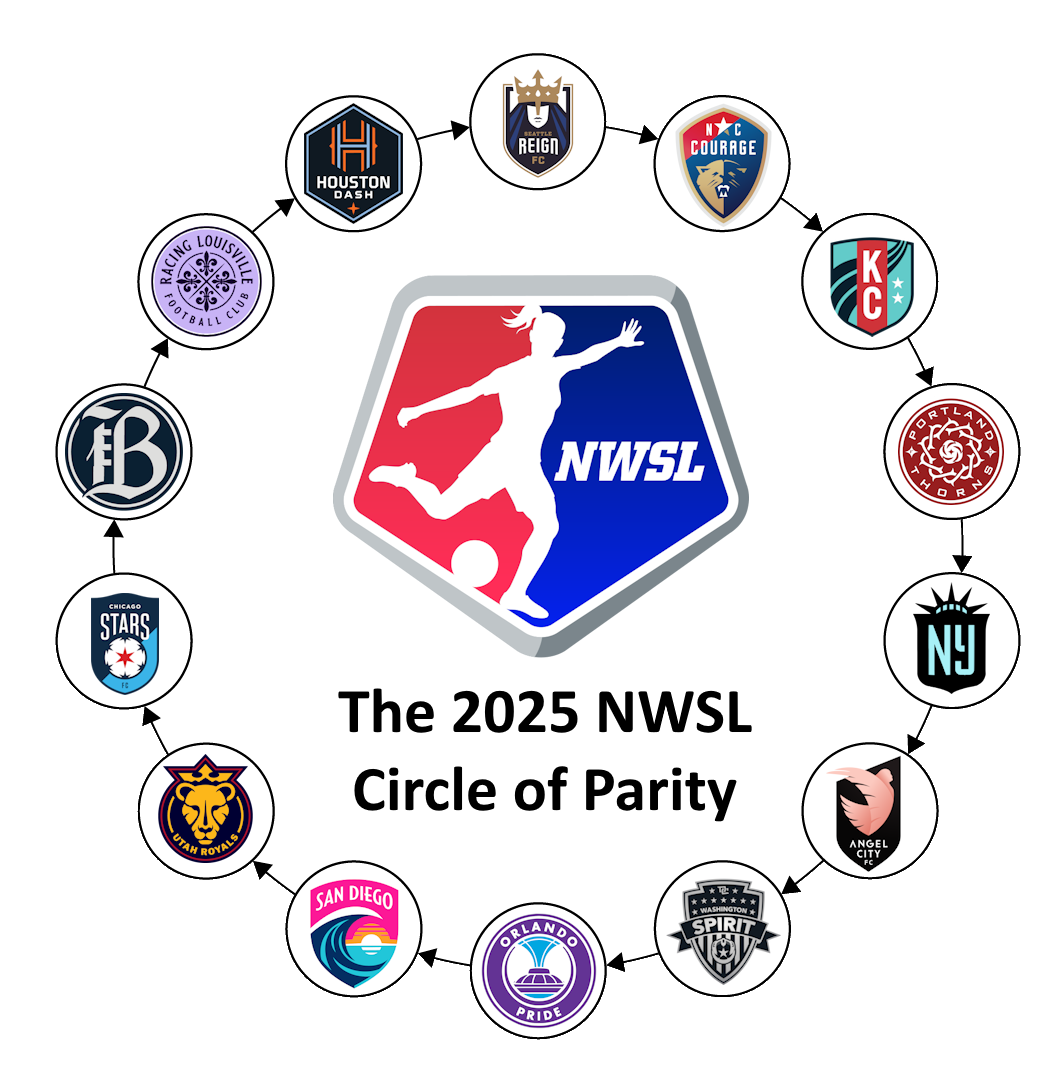 SEATTLE
REIGN
FC
N C
COURAGE
KC
PORTLAND
THORNS
NY
ANGEL
CITY
FC
WASHINGTON
SPIRIT
ORLANDO
PRIDE
SAN DIEGO
UTAH ROYALS
CHICAGO
STARS
FC
B
RACING LOUISVILLE
FOOTBALL CLUB
H
HOUSTON
DASH
NWSL
The 2025 NWSL
Circle of Parity